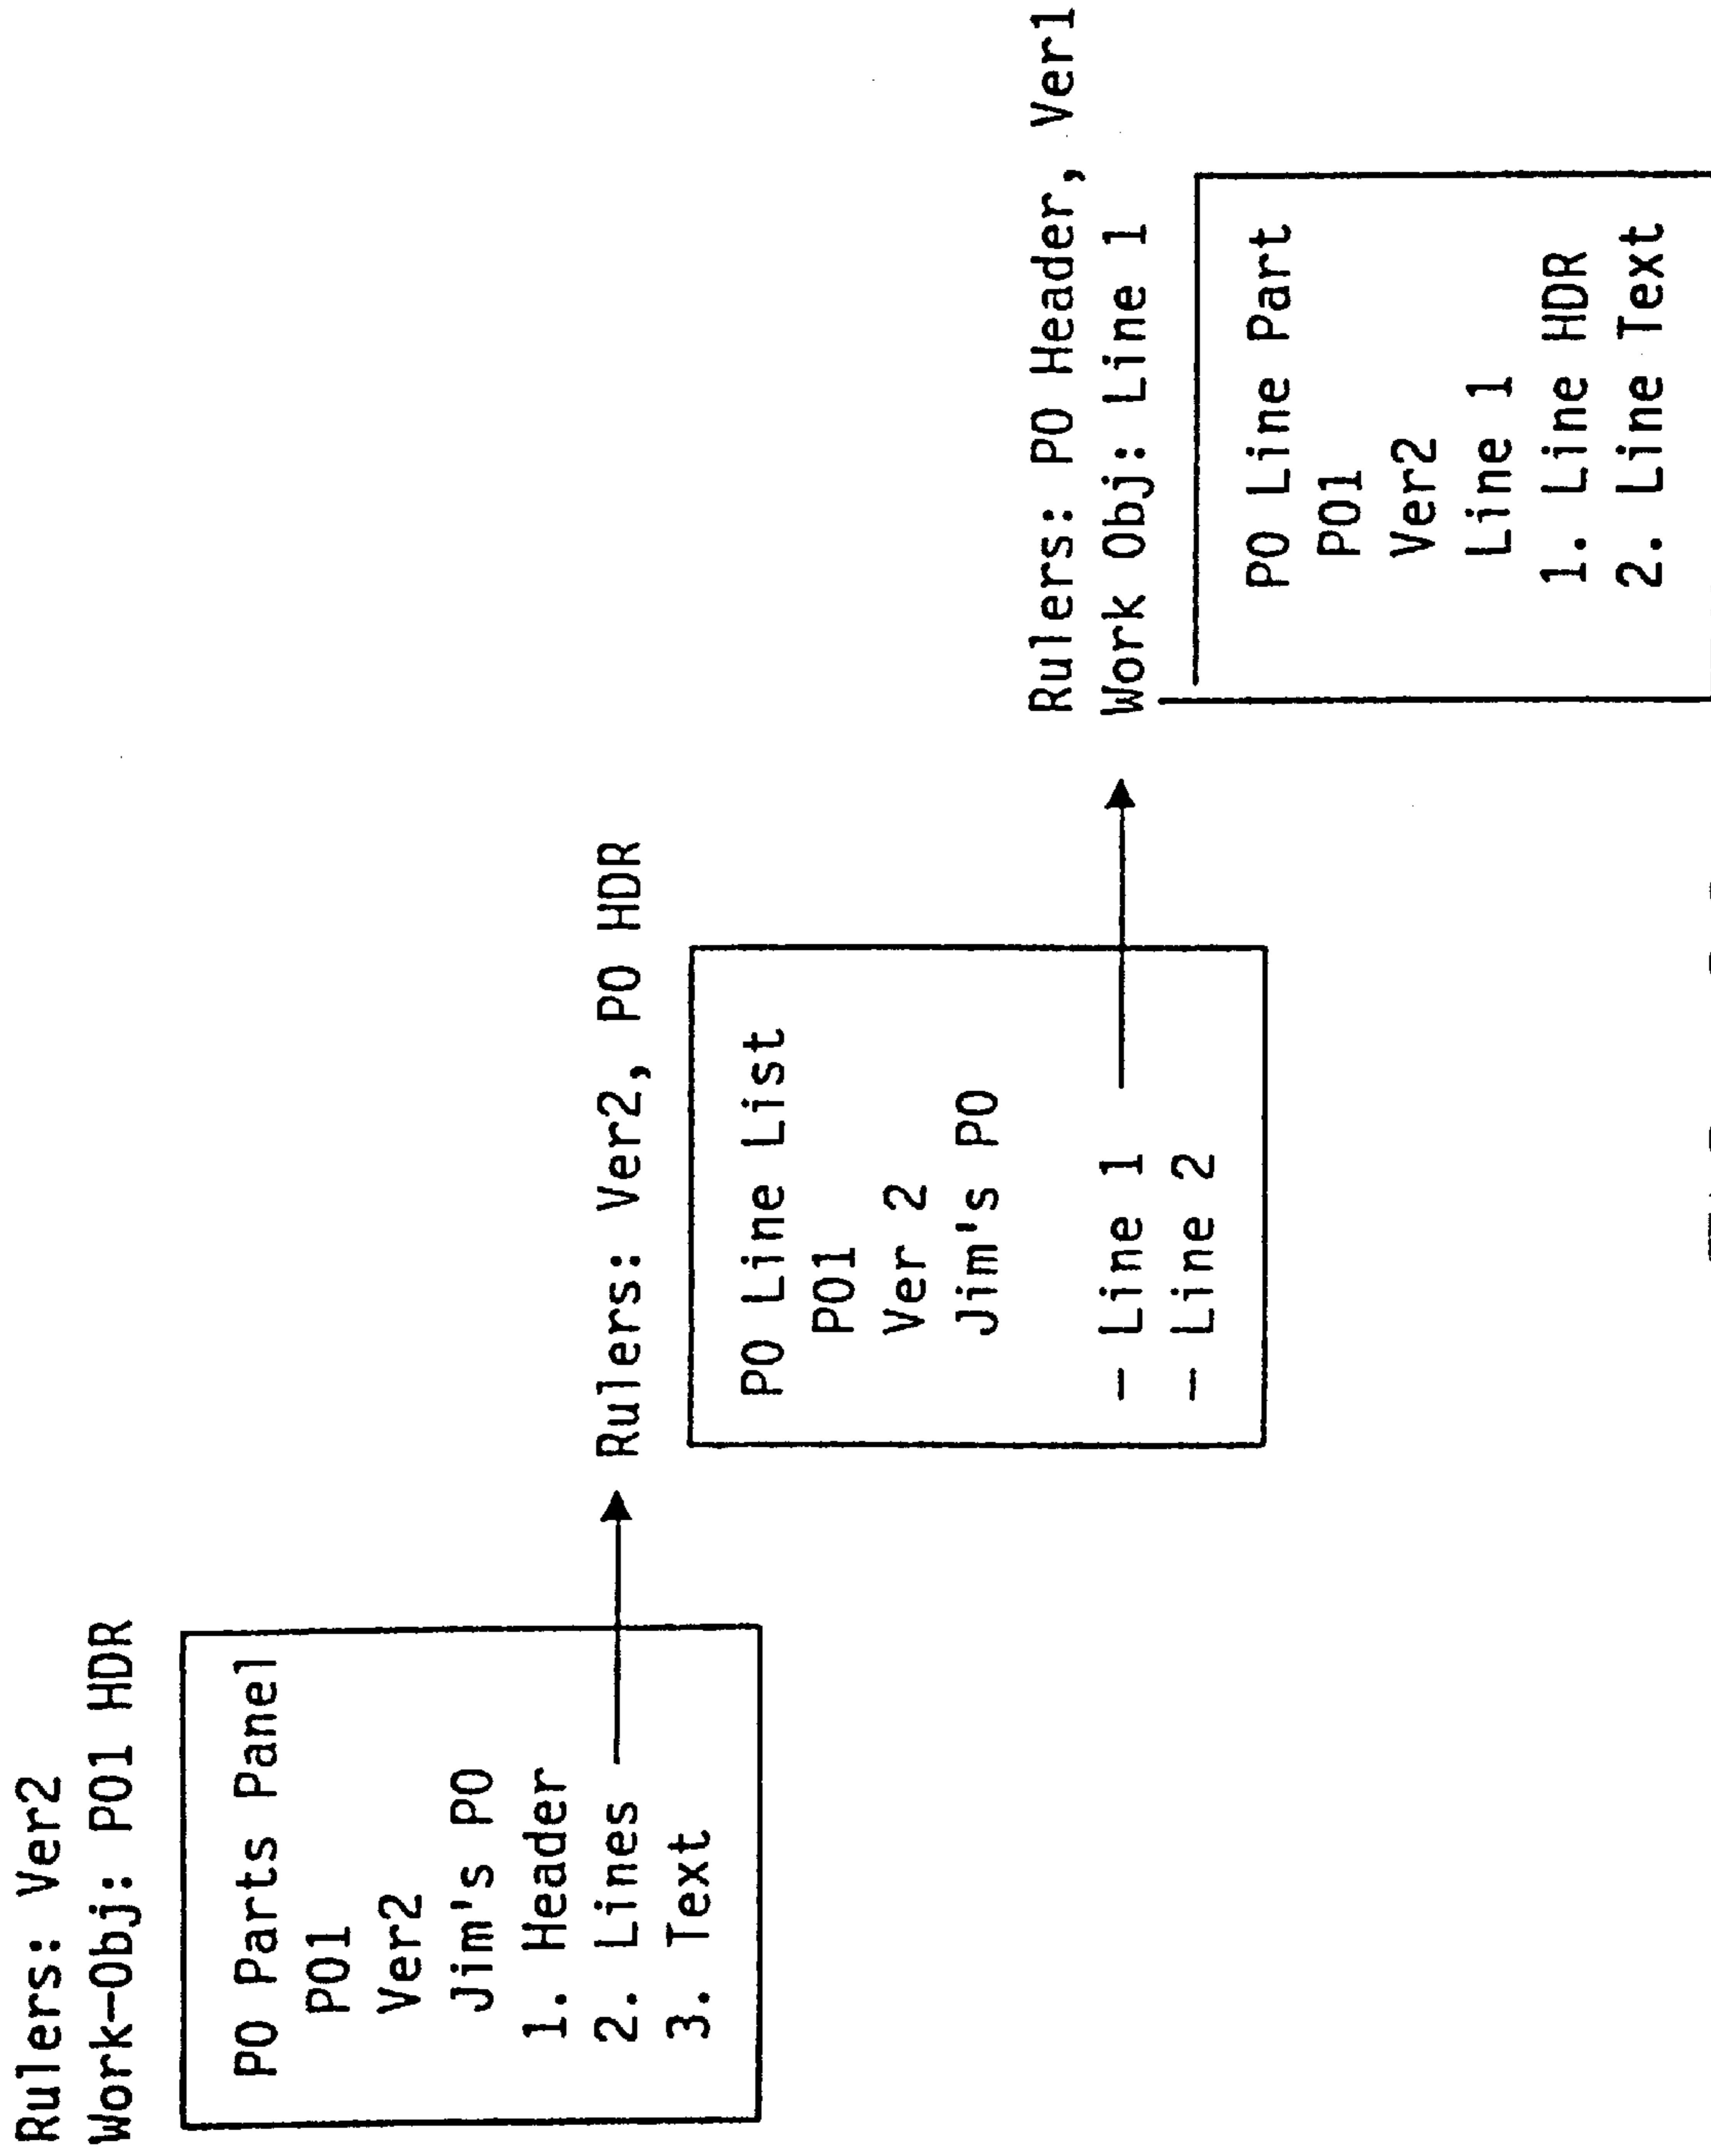 Rulers: Ver2
Work-Obj: PO1 HDR
PO Parts Panel
PO1
Ver2
Jim's PO
1. Header
2. Lines
3. Text
Rulers: Ver2, PO HDR
PO Line List
PO1
Ver 2
Jim's PO
- Line 1
- Line 2
Rulers: PO Header, Ver1
Work Obj: Line 1
PO Line Part
PO1
Ver2
Line 1
1. Line HDR
2. Line Text